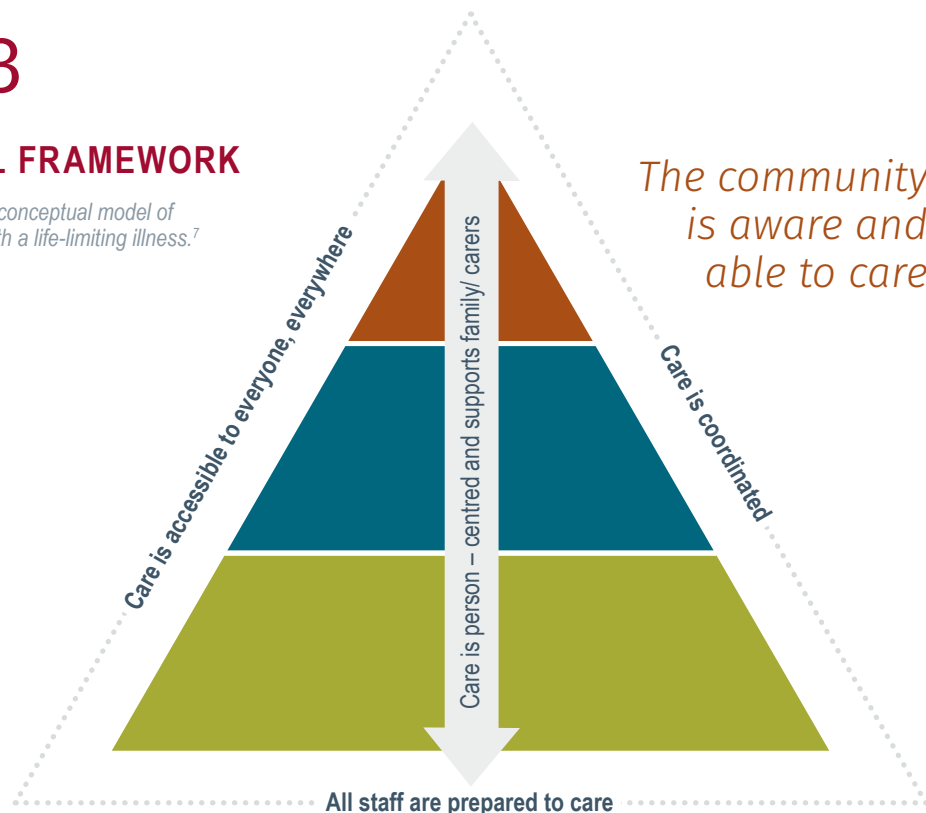 3
L FRAMEWORK
conceptual model of
th a life-limiting illness.7
The community
is aware and
able to care
Care is accessible to everyone, everywhere
Care is person – centred and supports family/ carers
Care is coordinated
All staff are prepared to care